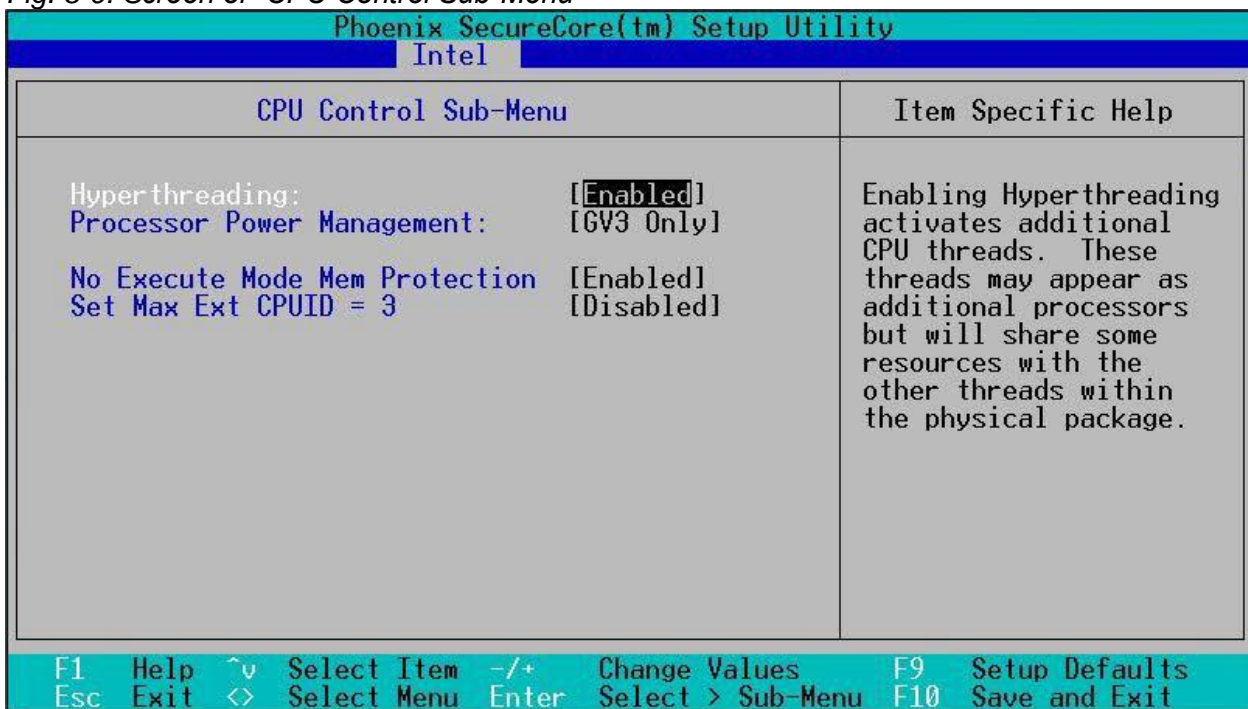 Phoenix SecureCore(tm) Setup Utility
Intel
CPU Control Sub-Menu
Item Specific Help
Hyperthreading: [Enabled]
Processor Power Management: [GV3 Only]
No Execute Mode Mem Protection [Enabled]
Set Max Ext CPUID = 3 [Disabled]
Enabling Hyperthreading
activates additional
CPU threads. These
threads may appear as
additional processors
but will share some
resources with the
other threads within
the physical package.
F1 Help ^v Select Item -/+ Change Values F9 Setup Defaults
Esc Exit <> Select Menu Enter Select > Sub-Menu F10 Save and Exit